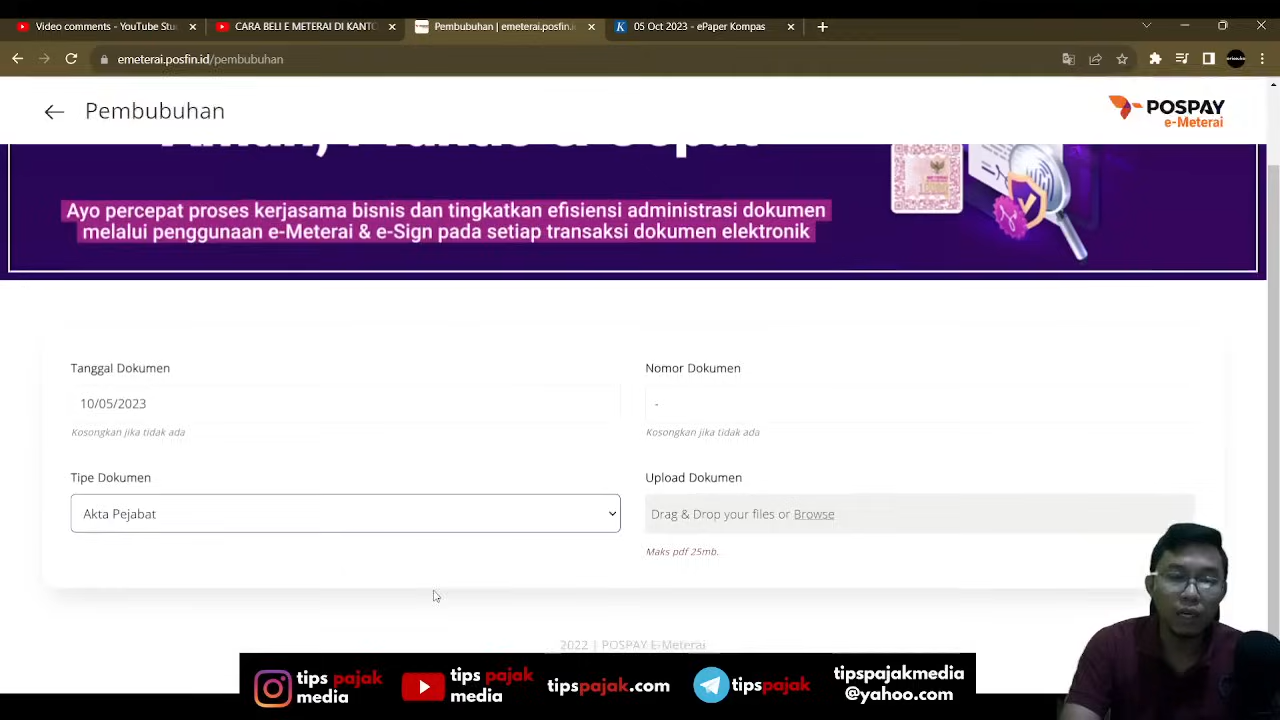 Video comments - YouTube Stu
CARA BELI E METERAI DI KANTO
Pembubuhan | emeterai.posfin.i
05 Oct 2023 - ePaper Kompas
emeterai.posfin.id/pembubuhan
Pembubuhan
POSPAY
e-Meterai
Ayo percepat proses kerjasama bisnis dan tingkatkan efisiensi administrasi dokumen
melalui penggunaan e-Meterai & e-Sign pada setiap transaksi dokumen elektronik
Tanggal Dokumen
Nomor Dokumen
10/05/2023
-
Kosongkan jika tidak ada
Kosongkan jika tidak ada
Tipe Dokumen
Upload Dokumen
Akta Pejabat
Drag & Drop your files or Browse
Maks pdf 25mb.
2022 | POSPAY E-Meterai
tips pajak
media
tips pajak
media
tipspajak.com
tipspajak
tipspajakmedia
@yahoo.com